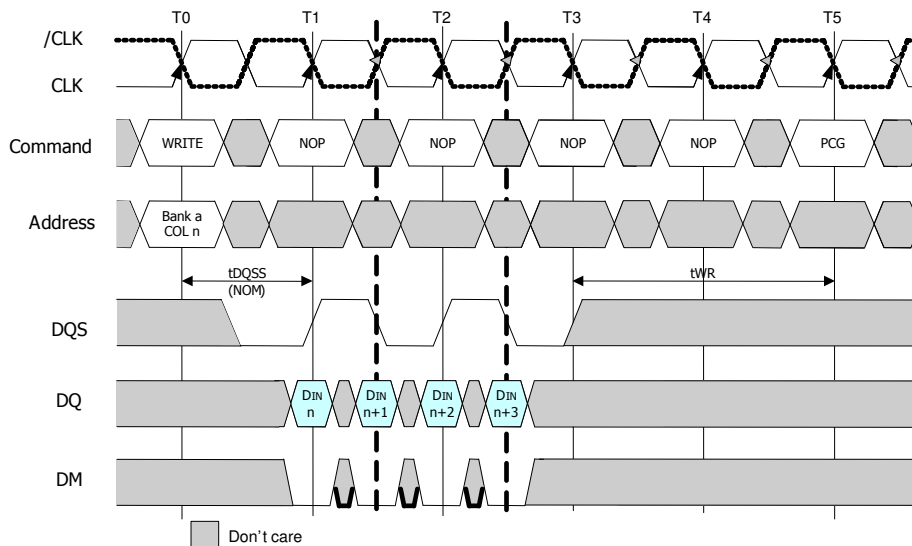 T0 T1 T2 T3 T4 T5
/CLK
CLK
Command WRITE NOP NOP NOP NOP PCG
Address Bank a
COL n
tDQSS
(NOM)
tWR
DQS
DQ DIN
n DIN
n+1 DIN
n+2 DIN
n+3
DM
Don't care